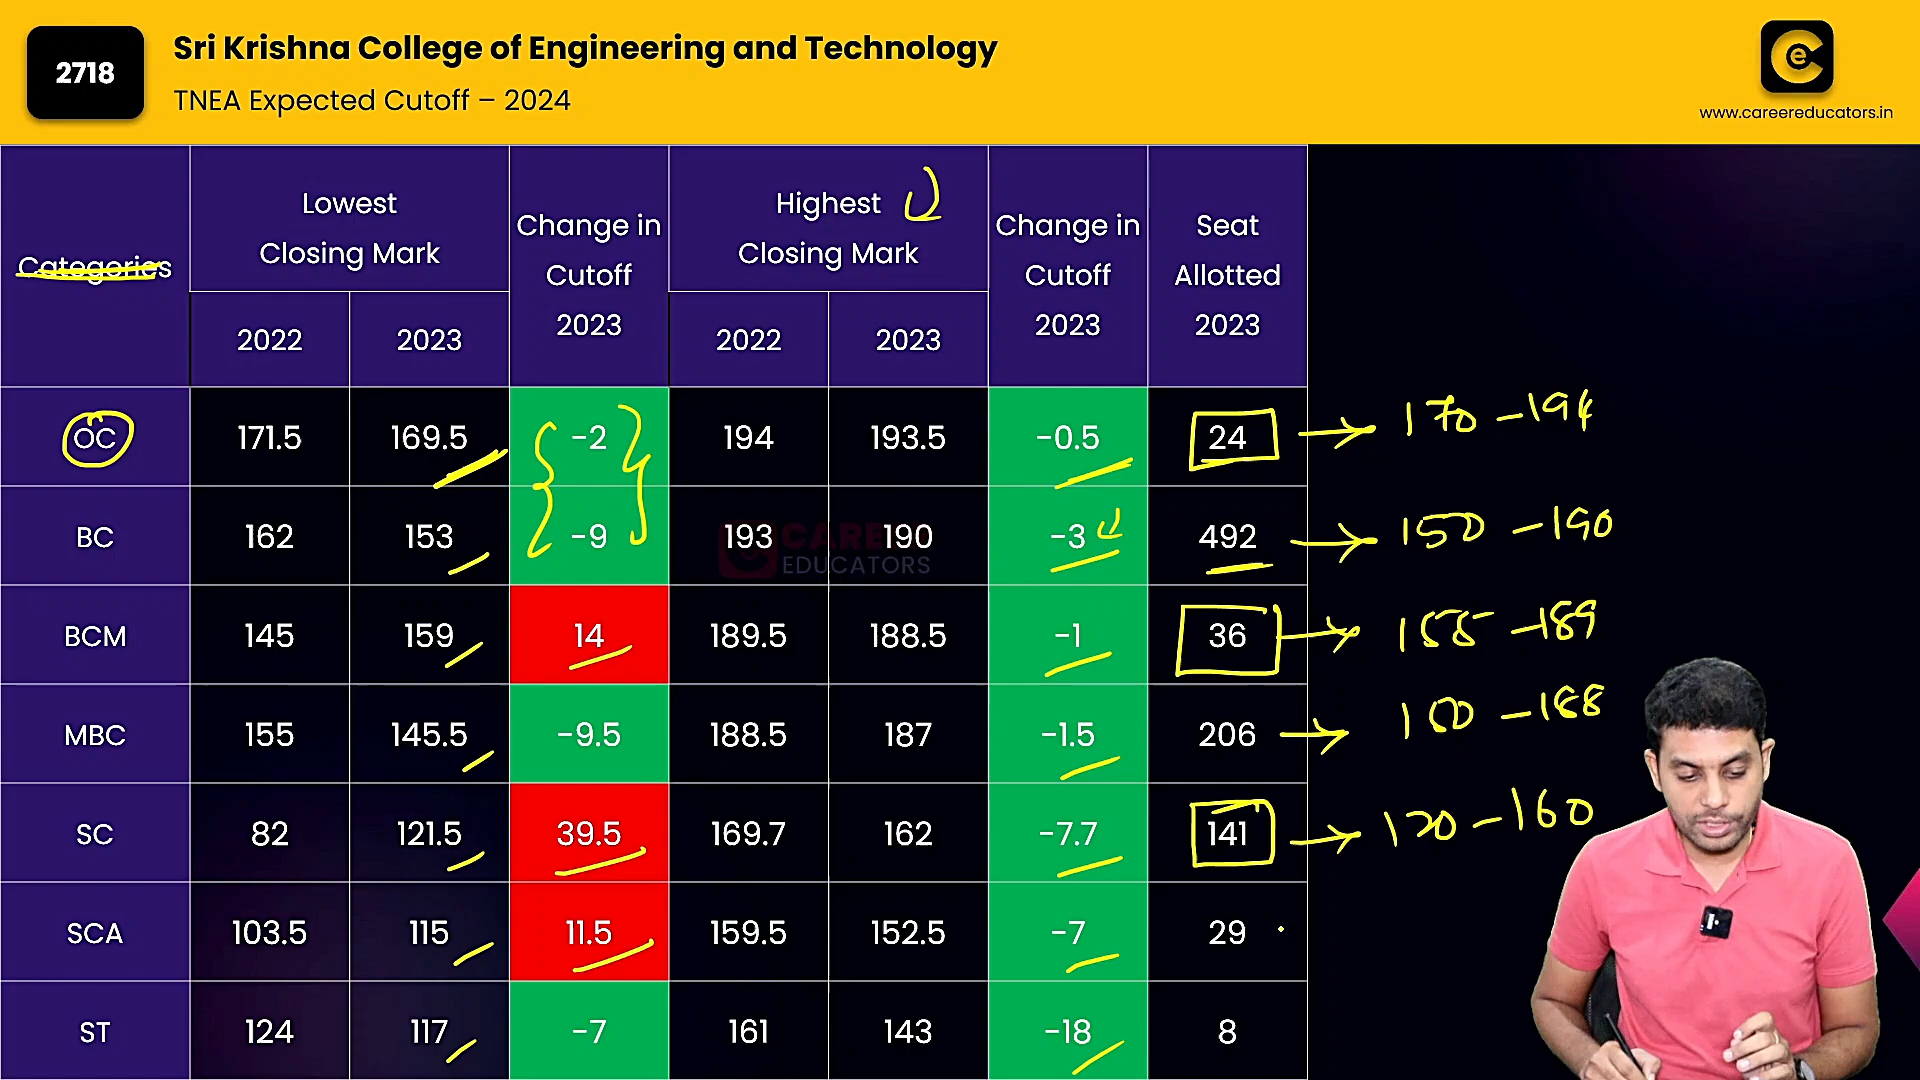 2718
Sri Krishna College of Engineering and Technology
TNEA Expected Cutoff – 2024
e
www.careereducators.in
Categories
Lowest
Closing Mark
Change in
Cutoff
2023
Highest
Closing Mark
Change in
Cutoff
2023
Seat
Allotted
2023
2022 2023 2022 2023
OC 171.5 169.5 -2 194 193.5 -0.5 24 170 - 194
BC 162 153 -9 193 190 -3 492 150 - 190
BCM 145 159 14 189.5 188.5 -1 36 155 - 189
MBC 155 145.5 -9.5 188.5 187 -1.5 206 150 - 188
SC 82 121.5 39.5 169.7 162 -7.7 141 120 - 160
SCA 103.5 115 11.5 159.5 152.5 -7 29
ST 124 117 -7 161 143 -18 8
CAREER
EDUCATORS